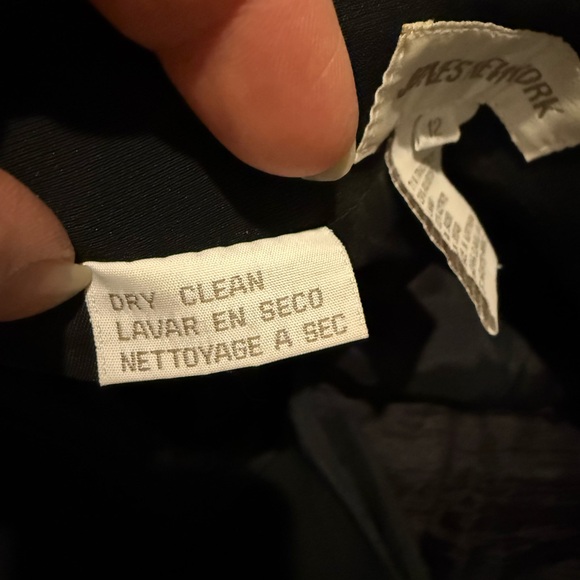 DRY CLEAN
LAVAR EN SECO
NETTOYAGE A SEC
JONES NEW YORK
12